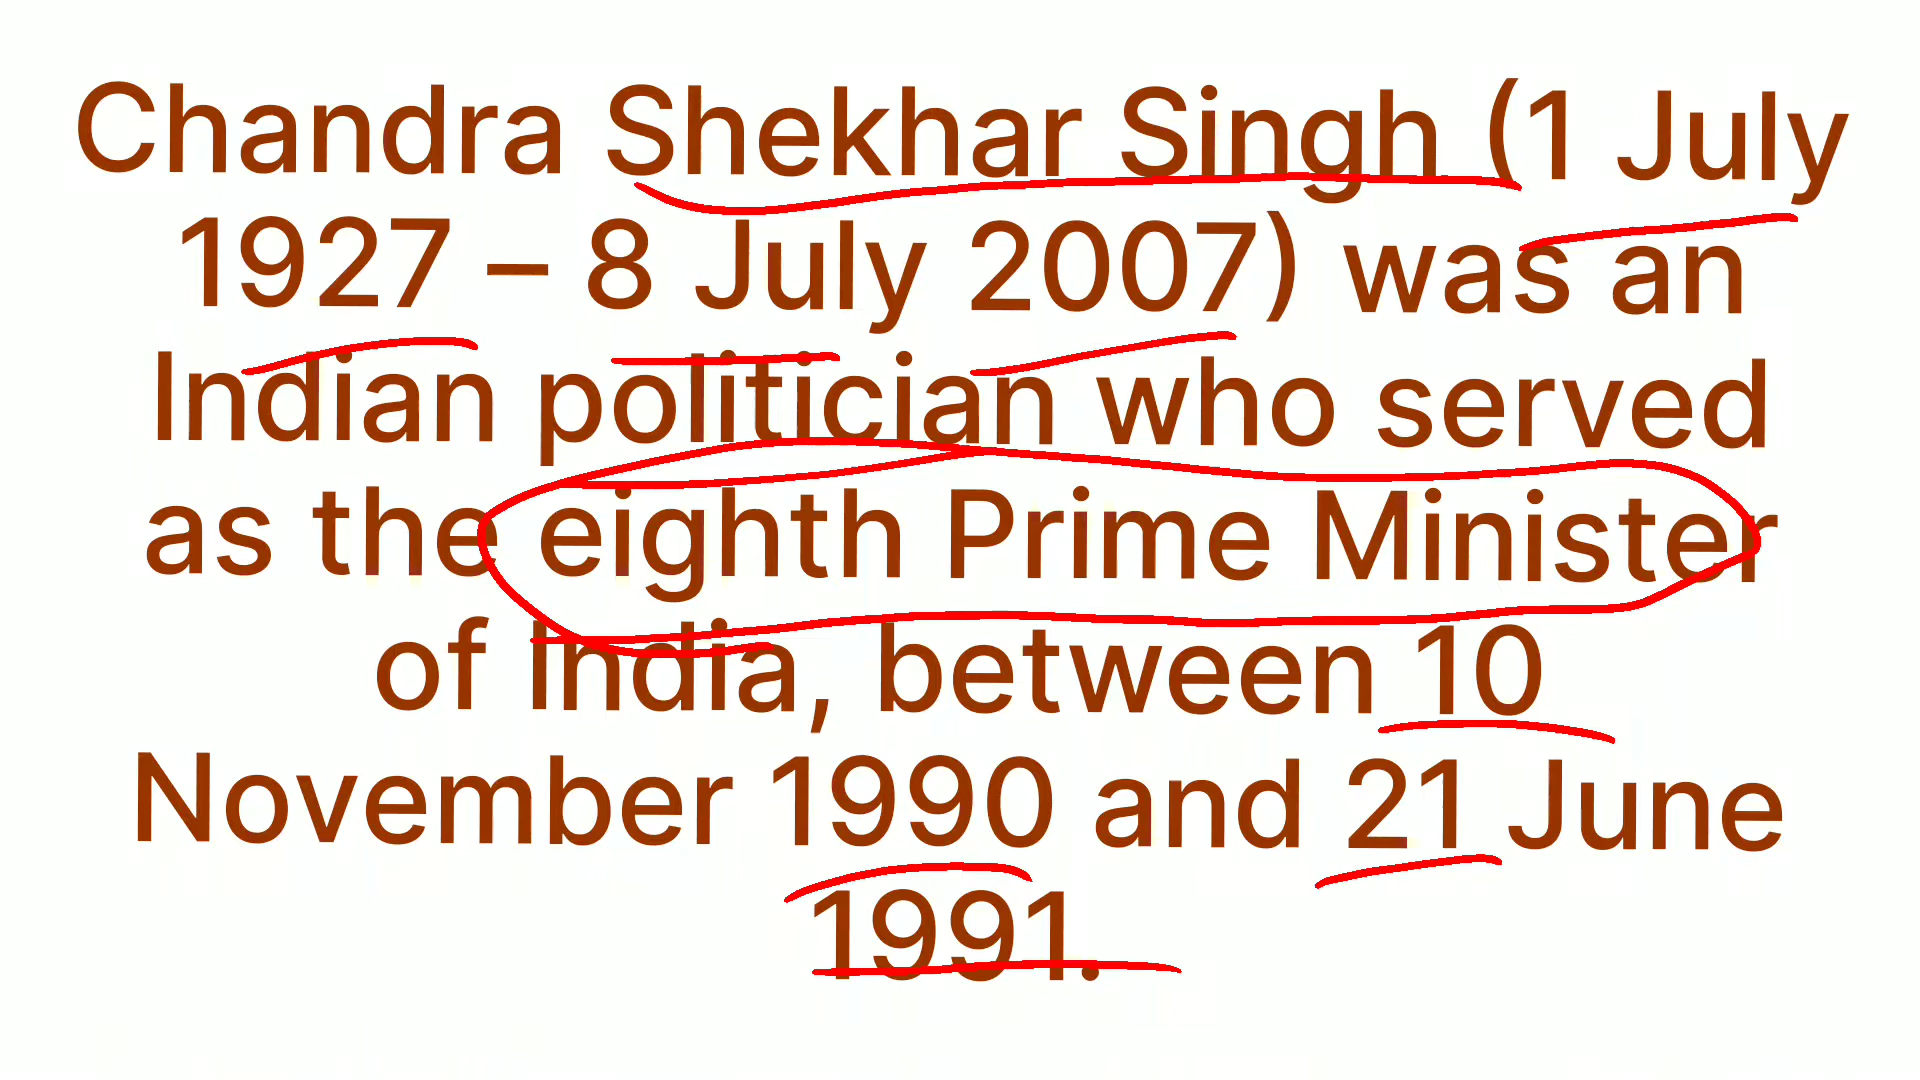 Chandra Shekhar Singh (1 July
1927 – 8 July 2007) was an
Indian politician who served
as the eighth Prime Minister
of India, between 10
November 1990 and 21 June
1991.